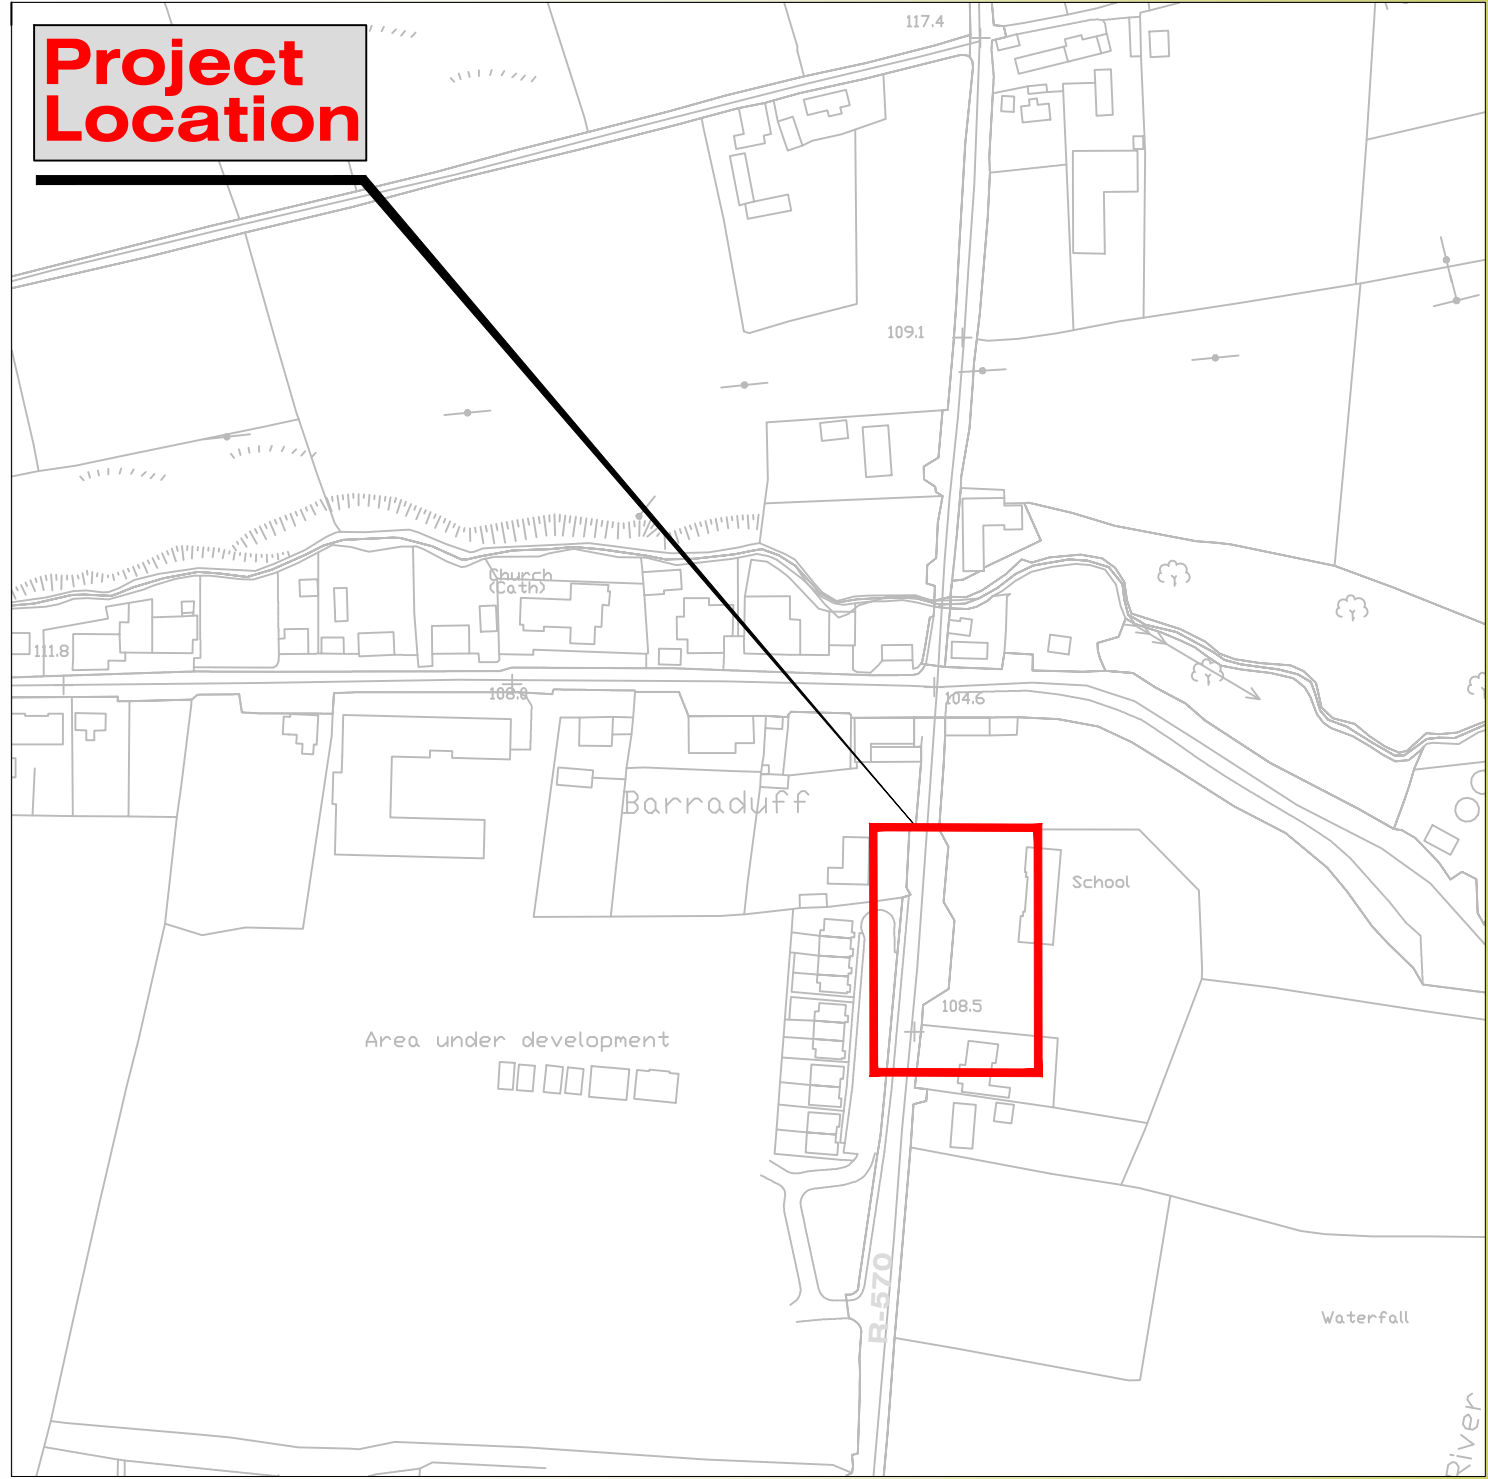 Project
Location
117.4
109.1
Church
(Cath)
111.8
108.0
104.6
Barraduff
School
108.5
Area under development
R-570
Waterfall
River